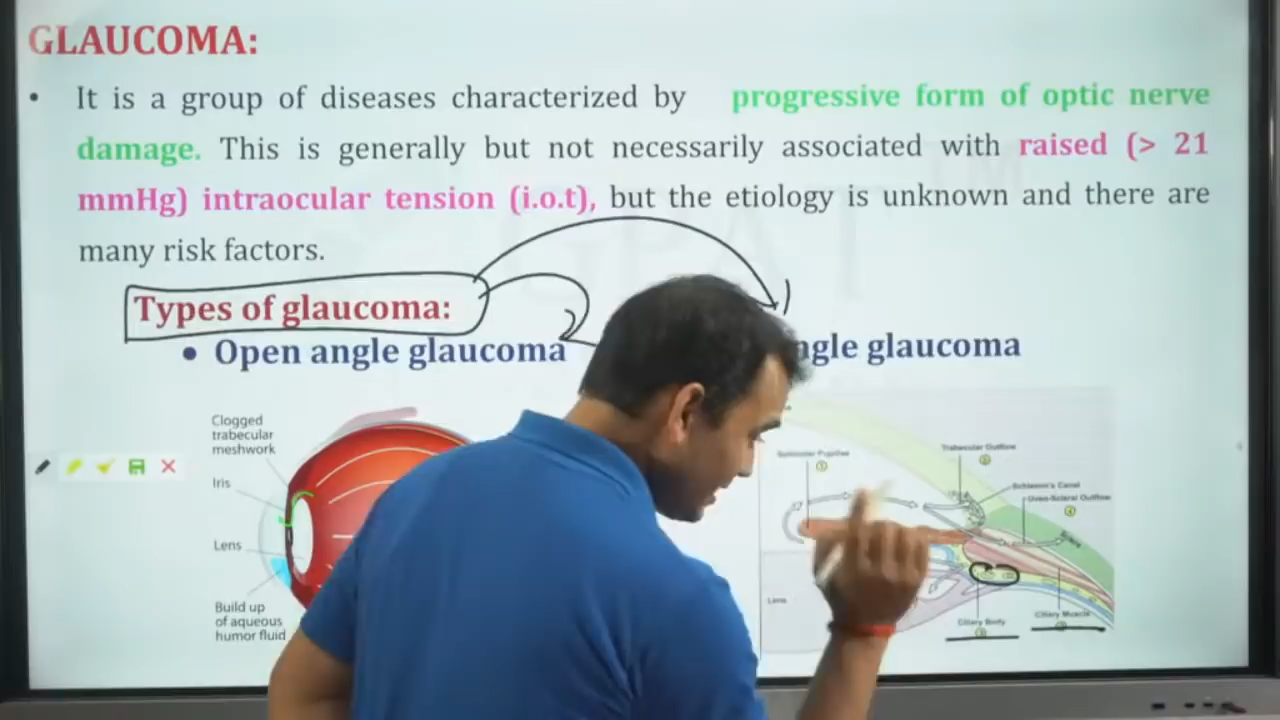 GLAUCOMA:
• It is a group of diseases characterized by progressive form of optic nerve
damage. This is generally but not necessarily associated with raised (> 21
mmHg) intraocular tension (i.o.t), but the etiology is unknown and there are
many risk factors.
Types of glaucoma:
• Open angle glaucoma
glaucoma
Clogged
trabecular
meshwork
Iris
Lens
Build up
of aqueous
humor fluid
Sphincter Pupillae
Trabecular Outflow
Schlemm's Canal
Uveo-Scleral Outflow
Lens
Ciliary Body
Ciliary Muscle